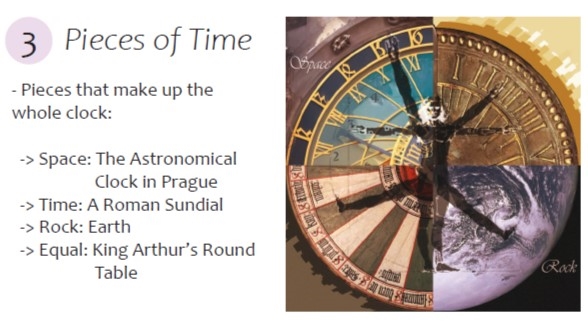 3 Pieces of Time
- Pieces that make up the
whole clock:
-> Space: The Astronomical
Clock in Prague
-> Time: A Roman Sundial
-> Rock: Earth
-> Equal: King Arthur's Round
Table
Space
Rock